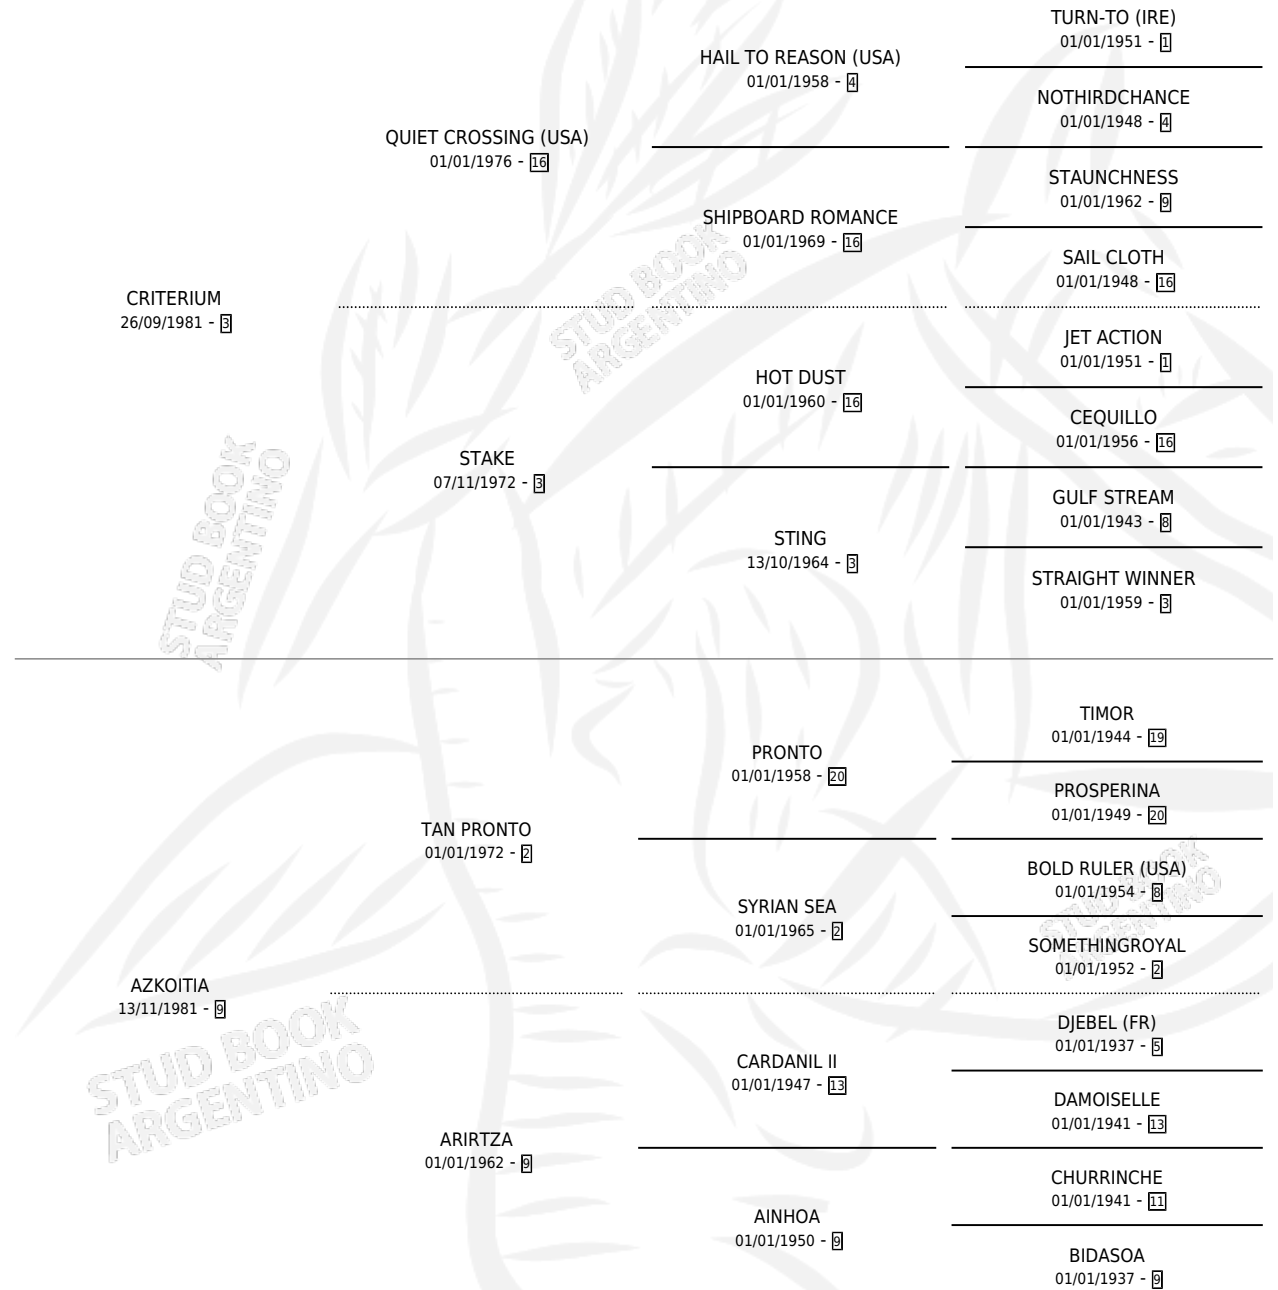 TURN-TO (IRE)
01/01/1951 - 1
HAIL TO REASON (USA)
01/01/1958 - 4
NOTHIRDCHANCE
01/01/1948 - 4
QUIET CROSSING (USA)
01/01/1976 - 16
STAUNCHNESS
01/01/1962 - 9
SHIPBOARD ROMANCE
01/01/1969 - 16
SAIL CLOTH
01/01/1948 - 16
CRITERIUM
26/09/1981 - 3
STUD BOOK
ARGENTINO
JET ACTION
01/01/1951 - 1
HOT DUST
01/01/1960 - 16
CEQUILLO
01/01/1956 - 16
STAKE
07/11/1972 - 3
GULF STREAM
01/01/1943 - 8
STING
13/10/1964 - 3
STRAIGHT WINNER
01/01/1959 - 3
STUD BOOK
ARGENTINO
TIMOR
01/01/1944 - 19
PRONTO
01/01/1958 - 20
PROSPERINA
01/01/1949 - 20
TAN PRONTO
01/01/1972 - 2
BOLD RULER (USA)
01/01/1954 - 8
SYRIAN SEA
01/01/1965 - 2
SOMETHINGROYAL
01/01/1952 - 2
STUD BOOK
ARGENTINO
AZKOITIA
13/11/1981 - 9
STUD BOOK
ARGENTINO
DJEBEL (FR)
01/01/1937 - 5
CARDANIL II
01/01/1947 - 13
DAMOISELLE
01/01/1941 - 13
ARIRTZA
01/01/1962 - 9
CHURRINCHE
01/01/1941 - 11
AINHOA
01/01/1950 - 9
BIDASOA
01/01/1937 - 9